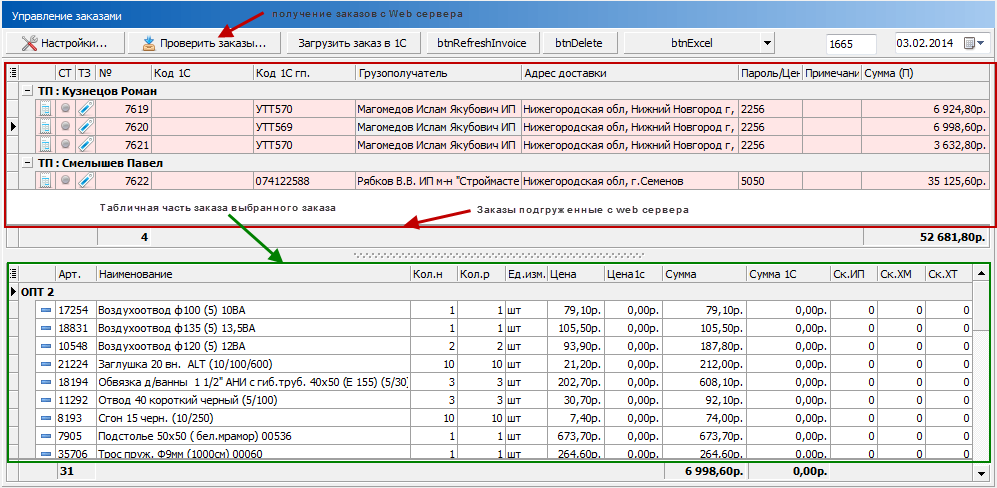 получение заказов с Web сервера
Управление заказами
Настройки... Проверить заказы... Загрузить заказ в 1С btnRefreshInvoice btnDelete btnExcel 1665 03.02.2014
СТ ТЗ № Код 1С Код 1С гп. Грузополучатель Адрес доставки Пароль/Цен Примечани Сумма (П)
ТП : Кузнецов Роман
7619 УТТ570 Магомедов Ислам Якубович ИП Нижегородская обл, Нижний Новгород г, 2256 6 924,80р.
7620 УТТ569 Магомедов Ислам Якубович ИП Нижегородская обл, Нижний Новгород г, 2256 6 998,60р.
7621 УТТ570 Магомедов Ислам Якубович ИП Нижегородская обл, Нижний Новгород г, 2256 3 632,80р.
ТП : Смелышев Павел
7622 074122588 Рябков В.В. ИП м-н "Строймасте Нижегородская обл, г.Семенов 5050 35 125,60р.
Табличная часть заказа выбранного заказа Заказы подгруженные с web сервера
4 52 681,80р.
Арт. Наименование Кол.н Кол.р Ед.изм. Цена Цена1с Сумма Сумма 1С Ск.ИП Ск.ХМ Ск.ХТ
ОПТ 2
17254 Воздухоотвод ф100 (5) 10ВА 1 1 шт 79,10р. 0,00р. 79,10р. 0,00р. 0 0 0
18831 Воздухоотвод ф135 (5) 13,5ВА 1 1 шт 105,50р. 0,00р. 105,50р. 0,00р. 0 0 0
10548 Воздухоотвод ф120 (5) 12ВА 2 2 шт 93,90р. 0,00р. 187,80р. 0,00р. 0 0 0
21224 Заглушка 20 вн. ALT (10/100/600) 10 10 шт 21,20р. 0,00р. 212,00р. 0,00р. 0 0 0
18194 Обвязка д/ванны 1 1/2" АНИ с гиб.труб. 40х50 (Е 155) (5/30) 3 3 шт 202,70р. 0,00р. 608,10р. 0,00р. 0 0 0
11292 Отвод 40 короткий черный (5/100) 3 3 шт 30,70р. 0,00р. 92,10р. 0,00р. 0 0 0
8193 Сгон 15 черн. (10/250) 10 10 шт 7,40р. 0,00р. 74,00р. 0,00р. 0 0 0
7905 Подстолье 50х50 ( бел.мрамор) 00536 1 1 шт 673,70р. 0,00р. 673,70р. 0,00р. 0 0 0
35706 Трос пруж. Ф9мм (1000см) 00060 1 1 шт 264,60р. 0,00р. 264,60р. 0,00р. 0 0 0
31 6 998,60р. 0,00р.